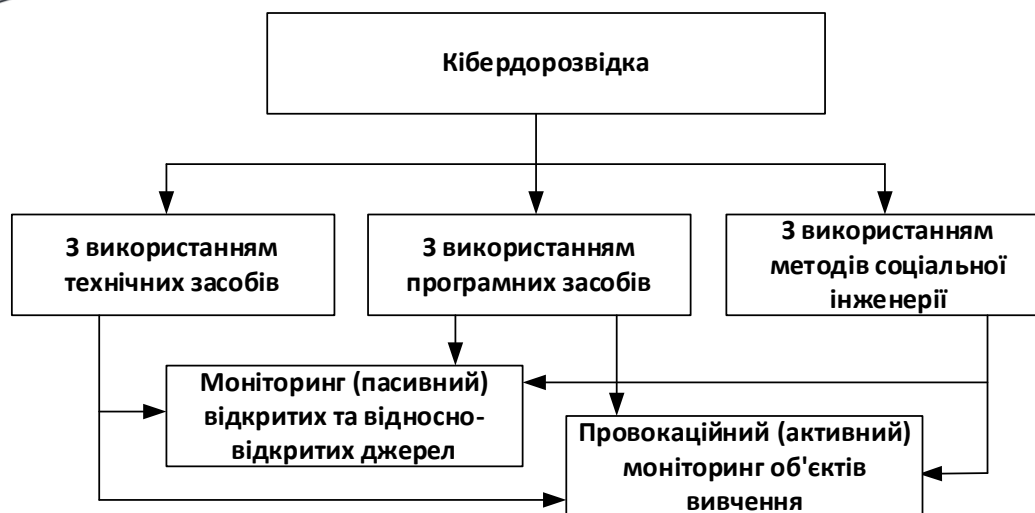 Кібердорозвідка
З використанням
технічних засобів
З використанням
програмних засобів
З використанням
методів соціальної
інженерії
Моніторинг (пасивний)
відкритих та відносно-
відкритих джерел
Провокаційний (активний)
моніторинг об'єктів
вивчення